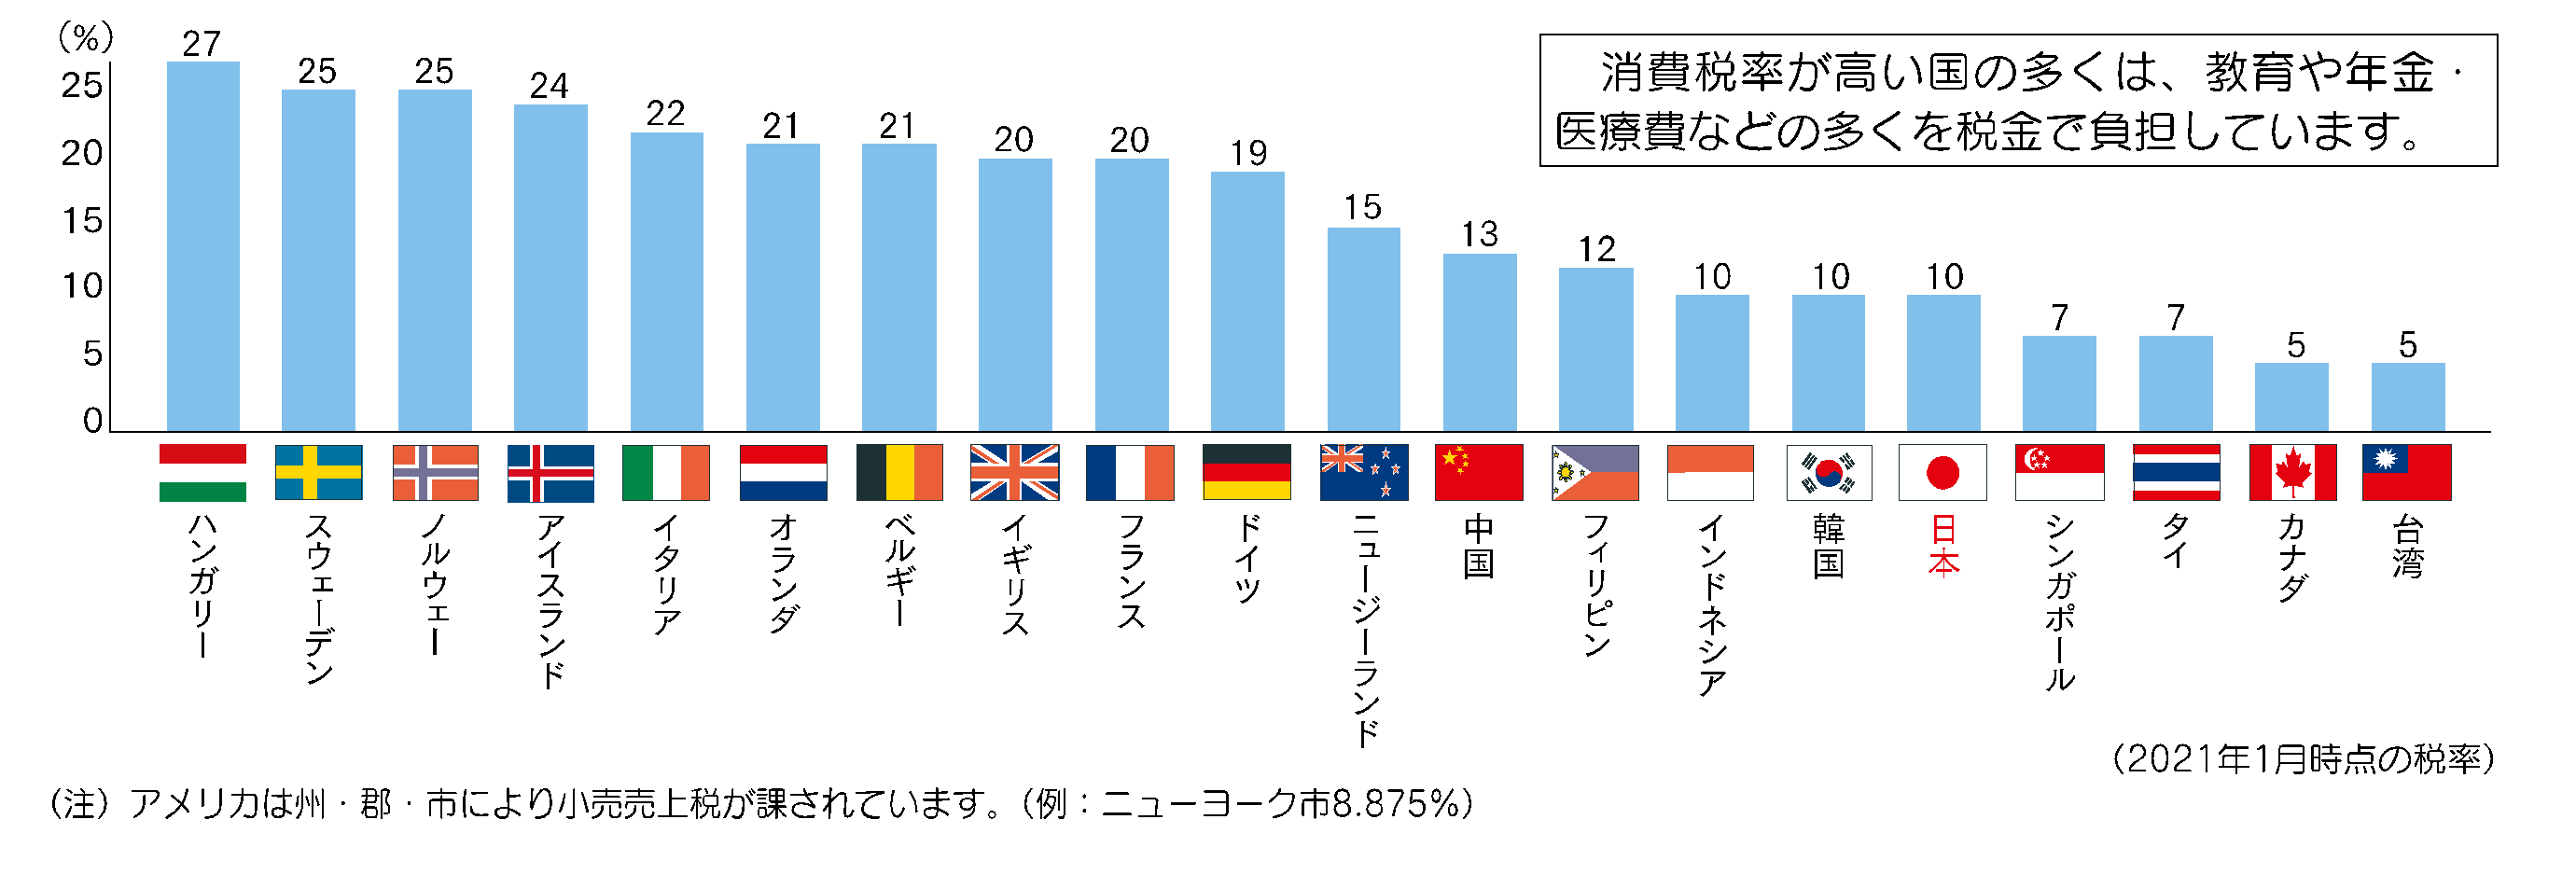 (%)
27
25
25
24
22
21
21
20
20
19
15
13
12
10
10
10
7
7
5
5
25
20
15
10
5
0
消費税率が高い国の多くは、教育や年金・
医療費などの多くを税金で負担しています。
ハンガリー
スウェーデン
ノルウェー
アイスランド
イタリア
オランダ
ベルギー
イギリス
フランス
ドイツ
ニュージーランド
中国
フィリピン
インドネシア
韓国
日本
シンガポール
タイ
カナダ
台湾
（2021年1月時点の税率）
（注）アメリカは州・郡・市により小売売上税が課されています。（例：ニューヨーク市8.875%）